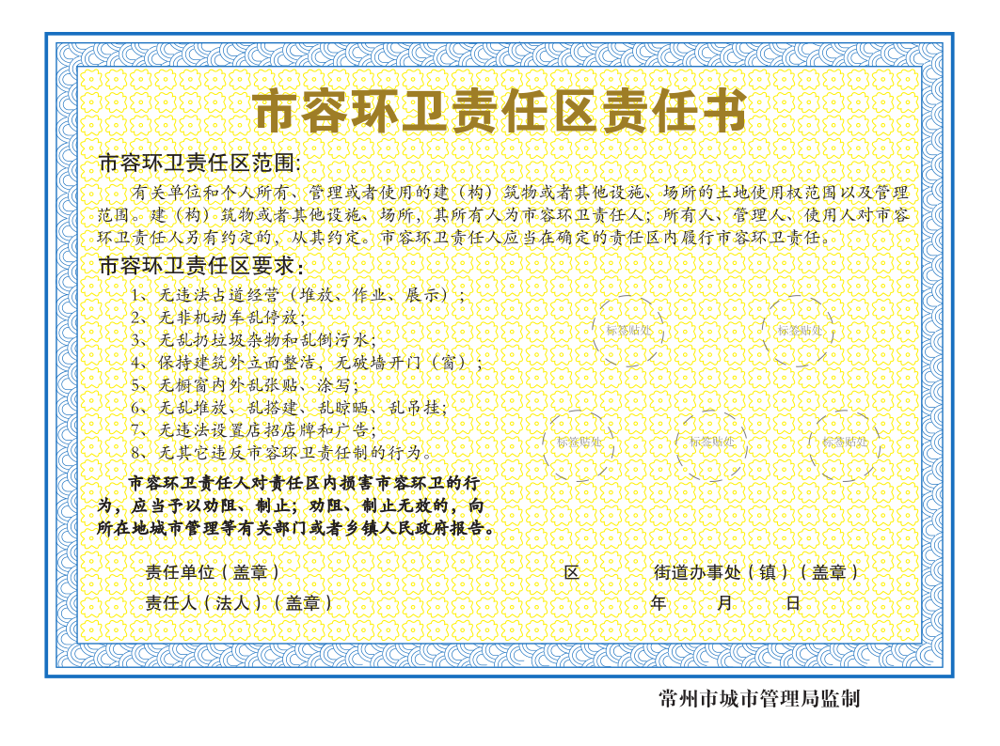 市容环卫责任区责任书
市容环卫责任区范围:
有关单位和个人所有、管理或者使用的建（构）筑物或者其他设施、场所的土地使用权范围以及管理
范围。建（构）筑物或者其他设施、场所，其所有人为市容环卫责任人；所有人、管理人、使用人对市容
环卫责任人另有约定的，从其约定。市容环卫责任人应当在确定的责任区内履行市容环卫责任。
市容环卫责任区要求：
1、无违法占道经营（堆放、作业、展示）；
2、无非机动车乱停放；
3、无乱扔垃圾杂物和乱倒污水；
4、保持建筑外立面整洁，无破墙开门（窗）；
5、无橱窗内外乱张贴、涂写；
6、无乱堆放、乱搭建、乱晾晒、乱吊挂；
7、无违法设置店招店牌和广告；
8、无其它违反市容环卫责任制的行为。
标签贴处 标签贴处
标签贴处 标签贴处 标签贴处
市容环卫责任人对责任区内损害市容环卫的行
为，应当予以劝阻、制止；劝阻、制止无效的，向
所在地城市管理等有关部门或者乡镇人民政府报告。
责任单位（盖章） 区 街道办事处（镇）（盖章）
责任人（法人）（盖章） 年 月 日
常州市城市管理局监制